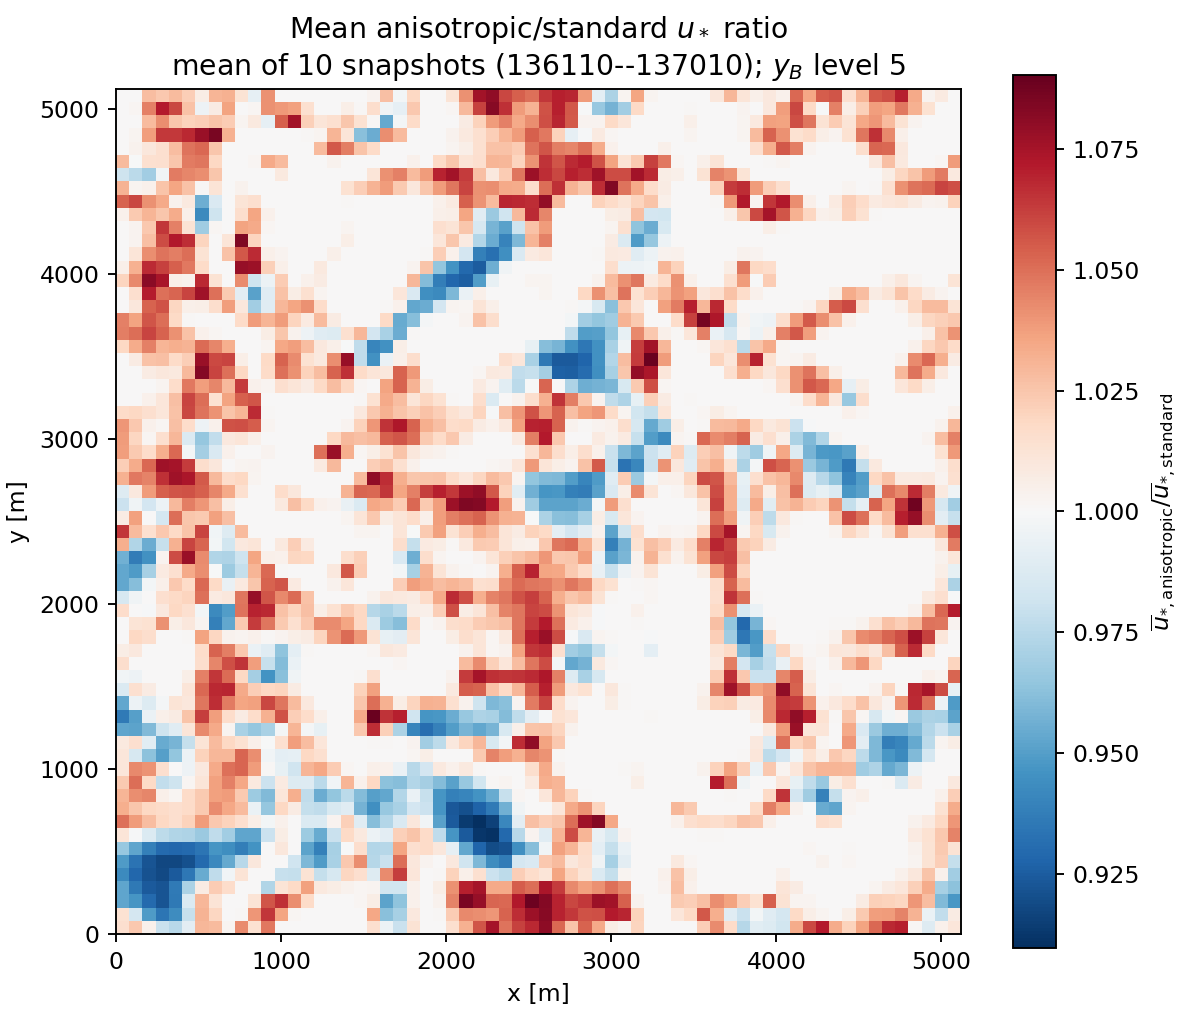 Mean anisotropic/standard u* ratio
mean of 10 snapshots (136110--137010); yB level 5
5000
4000
3000
2000
1000
0
y [m]
0 1000 2000 3000 4000 5000
x [m]
1.075
1.050
1.025
1.000
0.975
0.950
0.925
u̅*, anisotropic/u̅*, standard